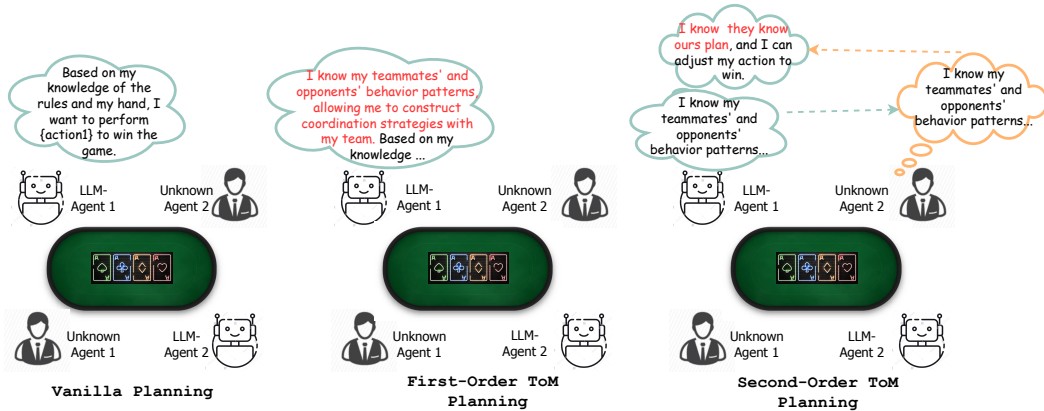 Based on my
knowledge of the
rules and my hand, I
want to perform
{action1} to win the
game.
LLM-
Agent 1
Unknown
Agent 2
Unknown
Agent 1
LLM-
Agent 2
Vanilla Planning
I know my teammates' and
opponents' behavior patterns,
allowing me to construct
coordination strategies with
my team. Based on my
knowledge ...
LLM-
Agent 1
Unknown
Agent 2
Unknown
Agent 1
LLM-
Agent 2
First-Order ToM
Planning
I know they know
ours plan, and I can
adjust my action to
win.
I know my
teammates' and
opponents'
behavior patterns...
I know my
teammates' and
opponents'
behavior patterns...
LLM-
Agent 1
Unknown
Agent 2
Unknown
Agent 1
LLM-
Agent 2
Second-Order ToM
Planning